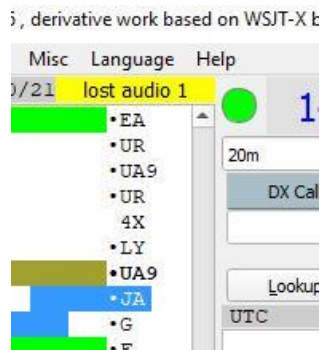 , derivative work based on WSJT-X b
Misc Language Help
0/21 lost audio 1
1
•EA
•UR
20m
•UA9
•UR
DX Cal
4X
•LY
•UA9
Lookup
•JA
UTC
•G